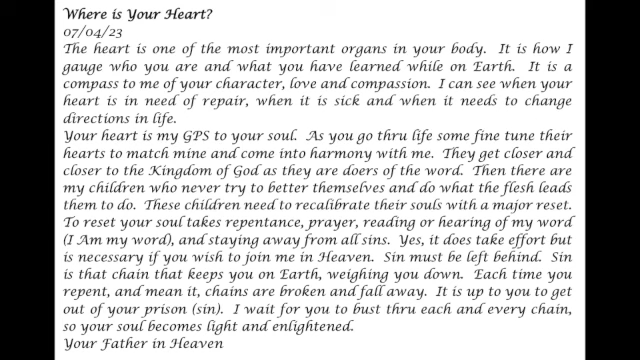 Where is Your Heart?
07/04/23
The heart is one of the most important organs in your body. It is how I
gauge who you are and what you have learned while on Earth. It is a
compass to me of your character, love and compassion. I can see when your
heart is in need of repair, when it is sick and when it needs to change
directions in life.
Your heart is my GPS to your soul. As you go thru life some fine tune their
hearts to match mine and come into harmony with me. They get closer and
closer to the Kingdom of God as they are doers of the word. Then there are
my children who never try to better themselves and do what the flesh leads
them to do. These children need to recalibrate their souls with a major reset.
To reset your soul takes repentance, prayer, reading or hearing of my word
(I Am my word), and staying away from all sins. Yes, it does take effort but
is necessary if you wish to join me in Heaven. Sin must be left behind. Sin
is that chain that keeps you on Earth, weighing you down. Each time you
repent, and mean it, chains are broken and fall away. It is up to you to get
out of your prison (sin). I wait for you to bust thru each and every chain,
so your soul becomes light and enlightened.
Your Father in Heaven